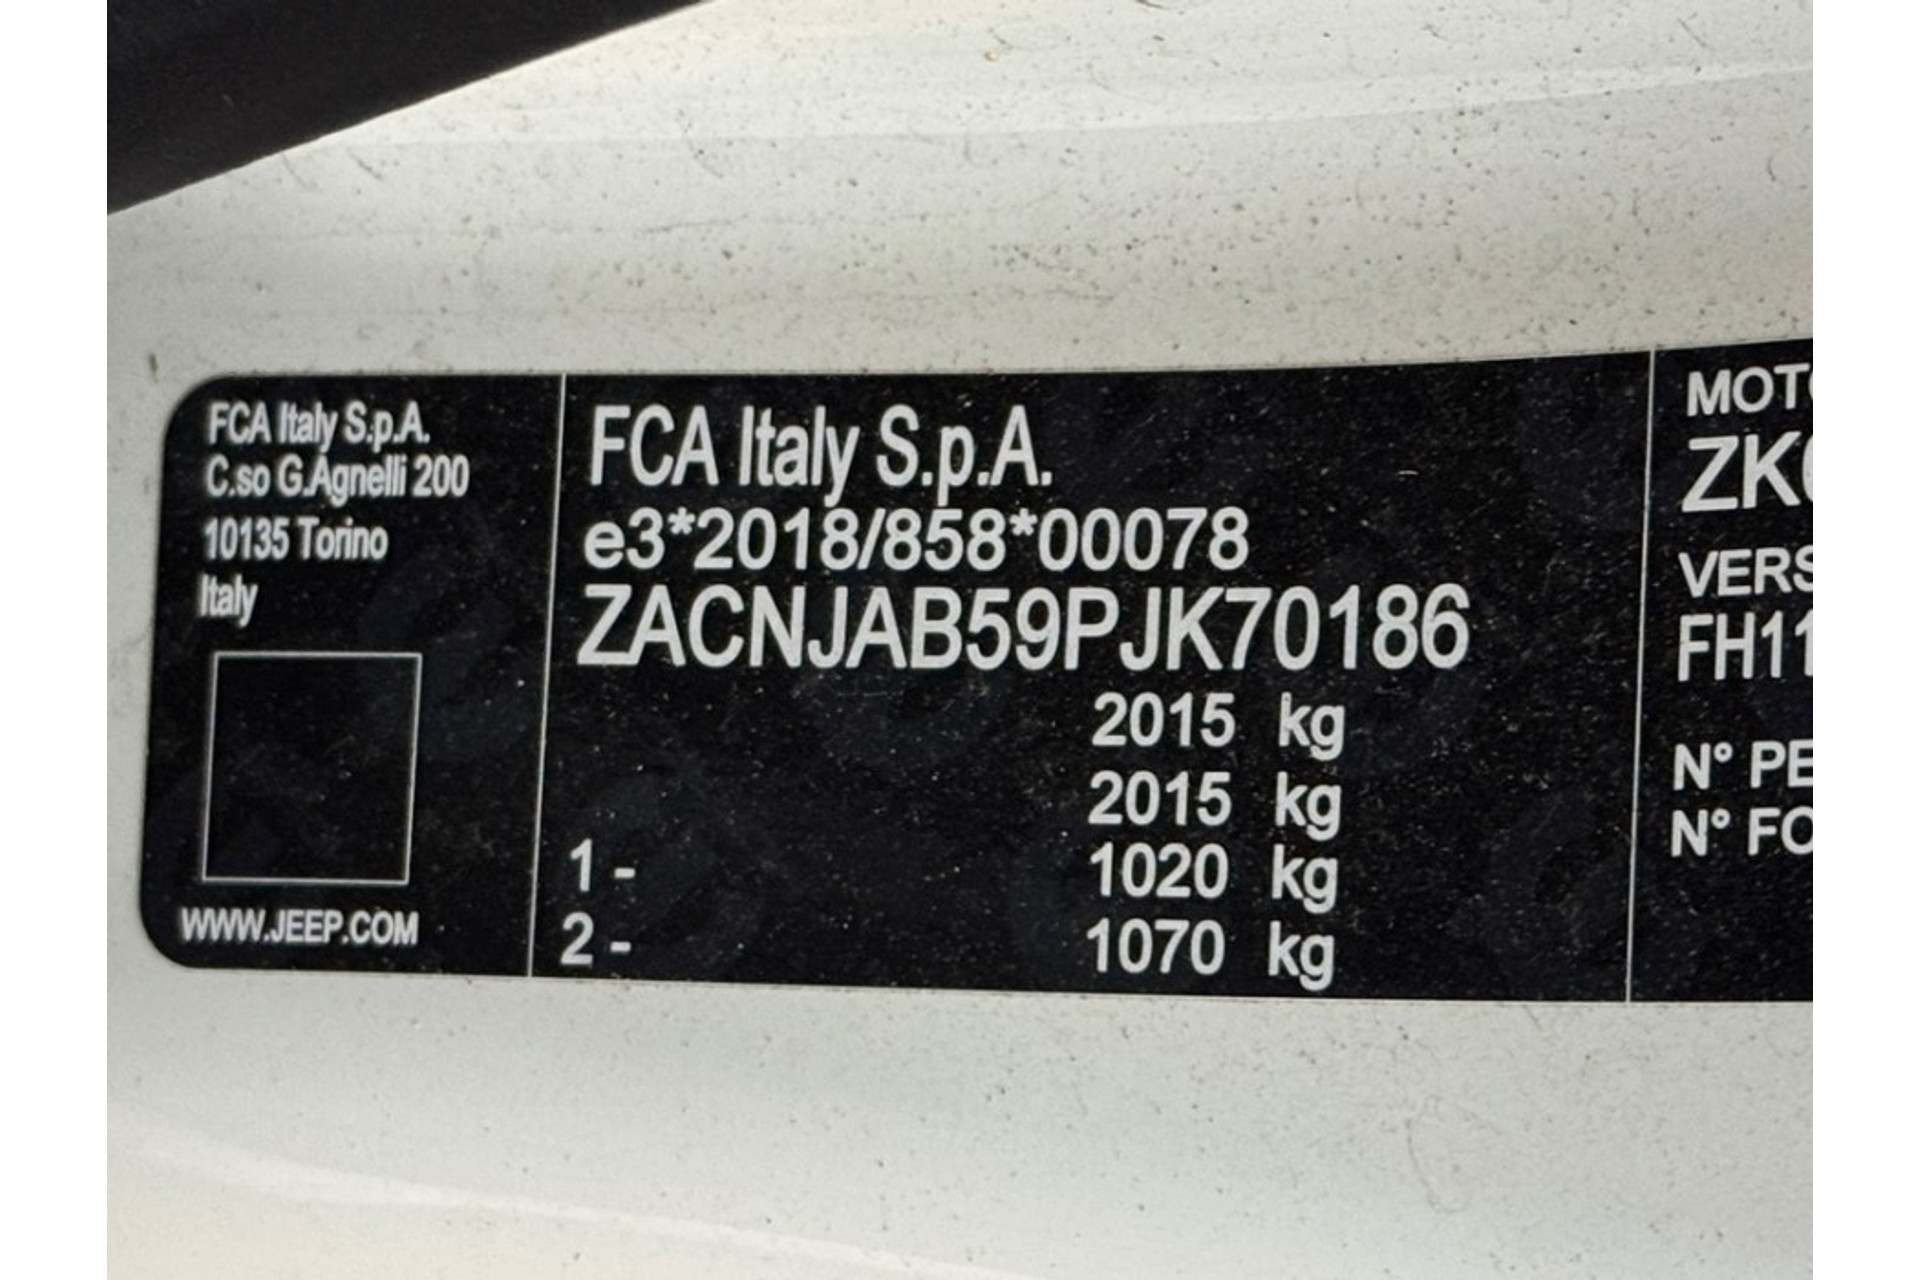 FCA Italy S.p.A.
C.so G.Agnelli 200
10135 Torino
Italy
WWW.JEEP.COM
FCA Italy S.p.A.
e3*2018/858*00078
ZACNJAB59PJK70186
2015 kg
2015 kg
1 - 1020 kg
2 - 1070 kg
FH11
N°
N°